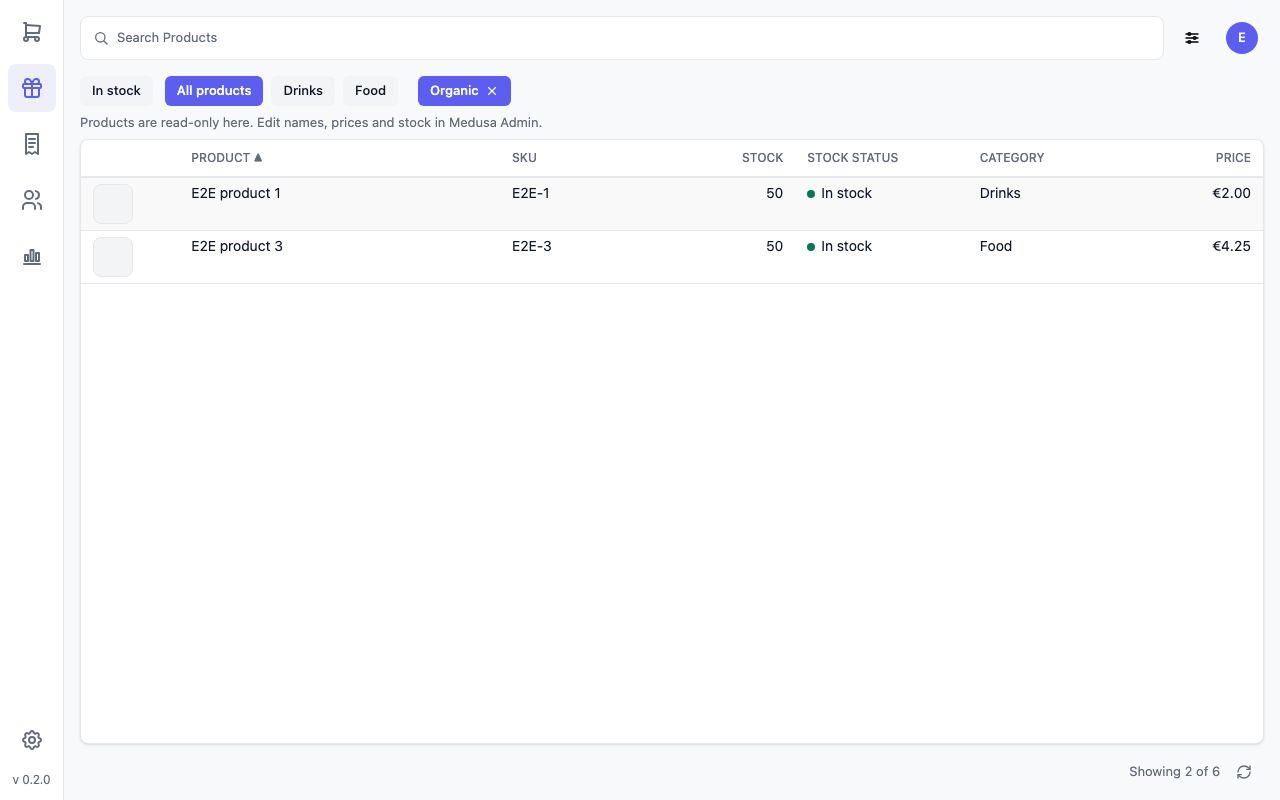 Search Products
E
In stock
All products
Drinks
Food
Organic
Products are read-only here. Edit names, prices and stock in Medusa Admin.
PRODUCT ▲ SKU STOCK STOCK STATUS CATEGORY PRICE
E2E product 1 E2E-1 50 In stock Drinks €2.00
E2E product 3 E2E-3 50 In stock Food €4.25
Showing 2 of 6
v 0.2.0